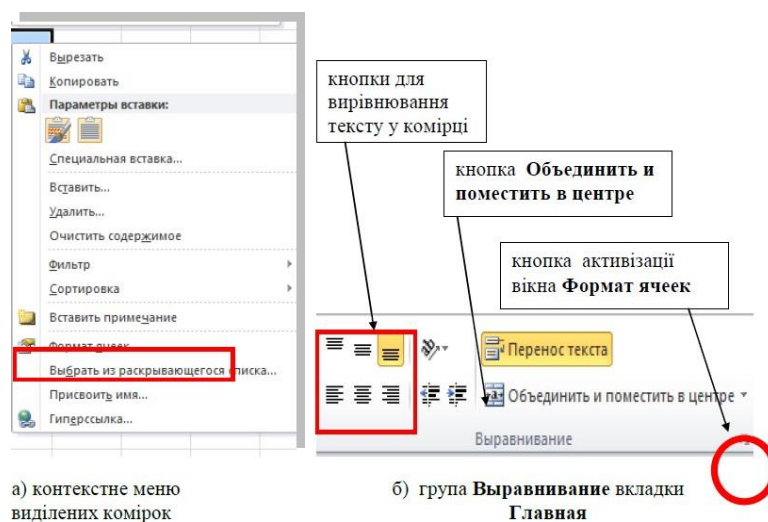 Вырезать
Копировать
Параметры вставки:
Специальная вставка...
Вставить...
Удалить...
Очистить содержимое
Фильтр
Сортировка
Вставить примечание
Формат ячеек...
Выбрать из раскрывающегося списка...
Присвоить имя...
Гиперссылка...
а) контекстне меню
виділених комірок
кнопки для
вирівнювання
тексту у комірці
кнопка Объединить и
поместить в центре
кнопка активізації
вікна Формат ячеек
Перенос текста
Объединить и поместить в центре
Выравнивание
б) група Выравнивание вкладки
Главная